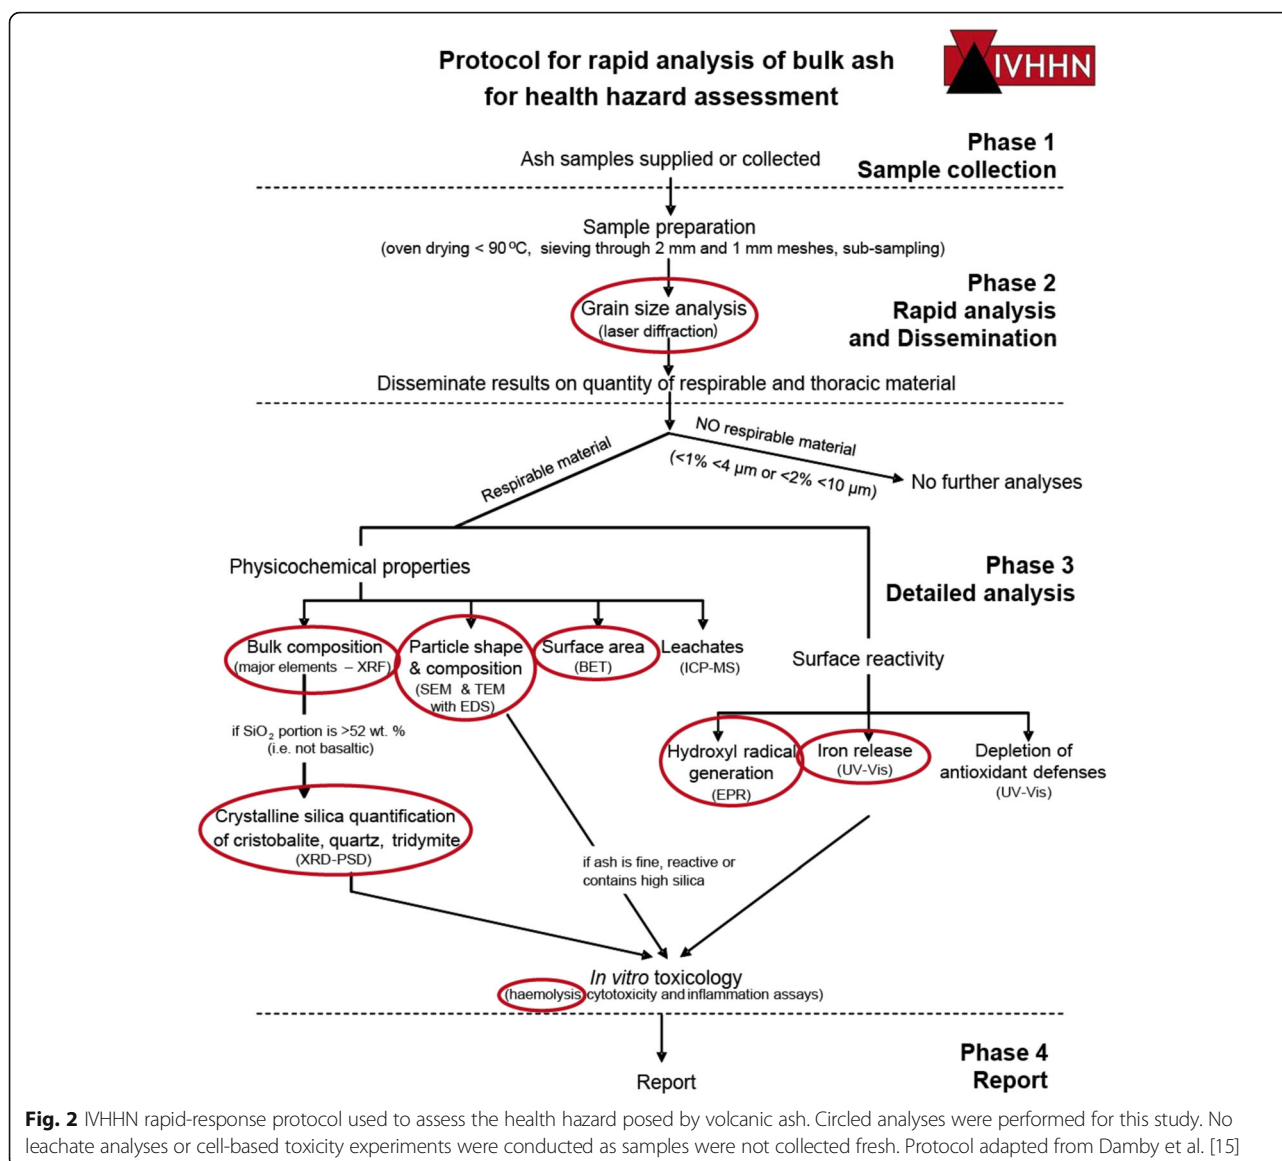 Protocol for rapid analysis of bulk ash
for health hazard assessment
IVHHN
Phase 1
Sample collection
Ash samples supplied or collected
Sample preparation
(oven drying < 90 ºC, sieving through 2 mm and 1 mm meshes, sub-sampling)
Phase 2
Rapid analysis
and Dissemination
Grain size analysis
(laser diffraction)
Disseminate results on quantity of respirable and thoracic material
Respirable material
NO respirable material
(<1% <4 µm or <2% <10 µm)
No further analyses
Phase 3
Detailed analysis
Physicochemical properties
Bulk composition
(major elements – XRF)
Particle shape
& composition
(SEM & TEM
with EDS)
Surface area
(BET)
Leachates
(ICP-MS)
Surface reactivity
if SiO₂ portion is >52 wt. %
(i.e. not basaltic)
Hydroxyl radical
generation
(EPR)
Iron release
(UV-Vis)
Depletion of
antioxidant defenses
(UV-Vis)
Crystalline silica quantification
of cristobalite, quartz, tridymite
(XRD-PSD)
if ash is fine, reactive or
contains high silica
In vitro toxicology
(haemolysis cytotoxicity and inflammation assays)
Phase 4
Report
Report
Fig. 2 IVHHN rapid-response protocol used to assess the health hazard posed by volcanic ash. Circled analyses were performed for this study. No
leachate analyses or cell-based toxicity experiments were conducted as samples were not collected fresh. Protocol adapted from Damby et al. [15]